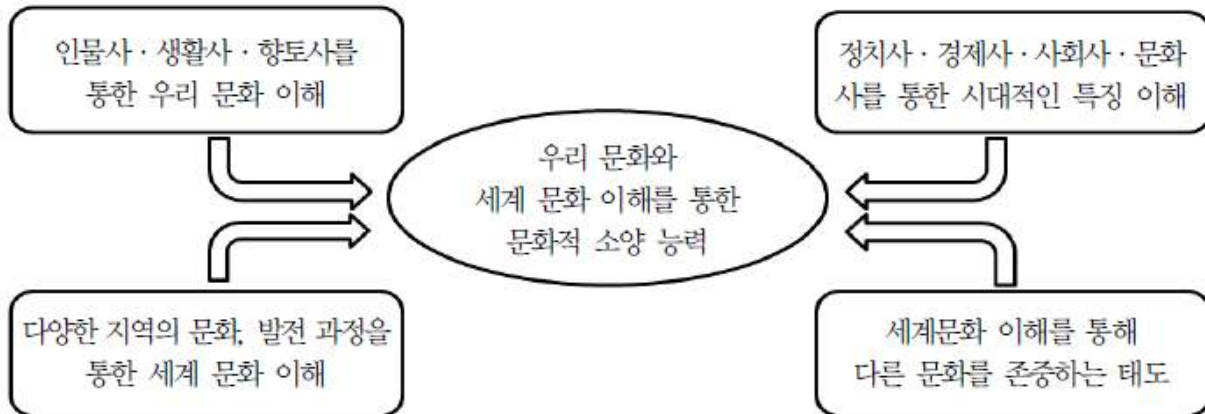 인물사 · 생활사 · 향토사를
통한 우리 문화 이해
정치사 · 경제사 · 사회사 · 문화
사를 통한 시대적인 특징 이해
우리 문화와
세계 문화 이해를 통한
문화적 소양 능력
다양한 지역의 문화, 발전 과정을
통한 세계 문화 이해
세계문화 이해를 통해
다른 문화를 존중하는 태도